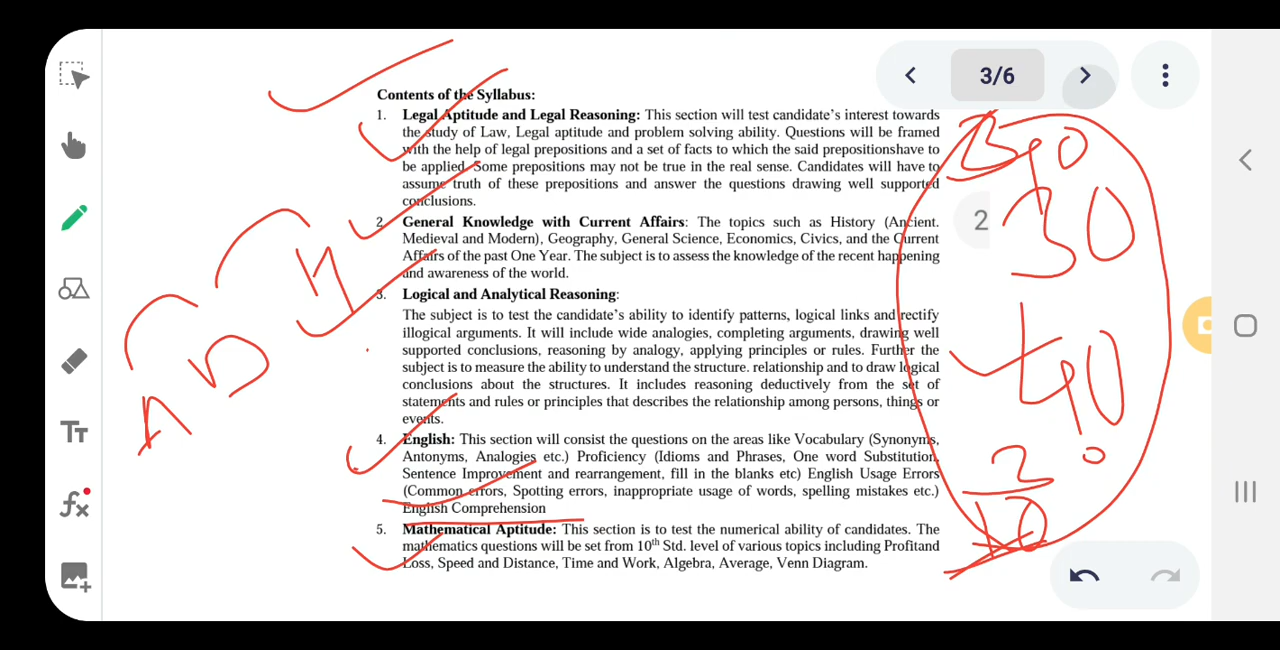 3/6
Contents of the Syllabus:
1. Legal Aptitude and Legal Reasoning: This section will test candidate's interest towards
the study of Law, Legal aptitude and problem solving ability. Questions will be framed
with the help of legal prepositions and a set of facts to which the said prepositionshave to
be applied. Some prepositions may not be true in the real sense. Candidates will have to
assume truth of these prepositions and answer the questions drawing well supported
conclusions.
2. General Knowledge with Current Affairs: The topics such as History (Ancient.
Medieval and Modern), Geography, General Science, Economics, Civics, and the Current
Affairs of the past One Year. The subject is to assess the knowledge of the recent happening
and awareness of the world.
3. Logical and Analytical Reasoning:
The subject is to test the candidate's ability to identify patterns, logical links and rectify
illogical arguments. It will include wide analogies, completing arguments, drawing well
supported conclusions, reasoning by analogy, applying principles or rules. Further the
subject is to measure the ability to understand the structure. relationship and to draw logical
conclusions about the structures. It includes reasoning deductively from the set of
statements and rules or principles that describes the relationship among persons, things or
events.
4. English: This section will consist the questions on the areas like Vocabulary (Synonyms,
Antonyms, Analogies etc.) Proficiency (Idioms and Phrases, One word Substitution,
Sentence Improvement and rearrangement, fill in the blanks etc) English Usage Errors
(Common errors, Spotting errors, inappropriate usage of words, spelling mistakes etc.)
English Comprehension
5. Mathematical Aptitude: This section is to test the numerical ability of candidates. The
mathematics questions will be set from 10th Std. level of various topics including Profitand
Loss, Speed and Distance, Time and Work, Algebra, Average, Venn Diagram.
2
30
40
20
10
Tт
fx